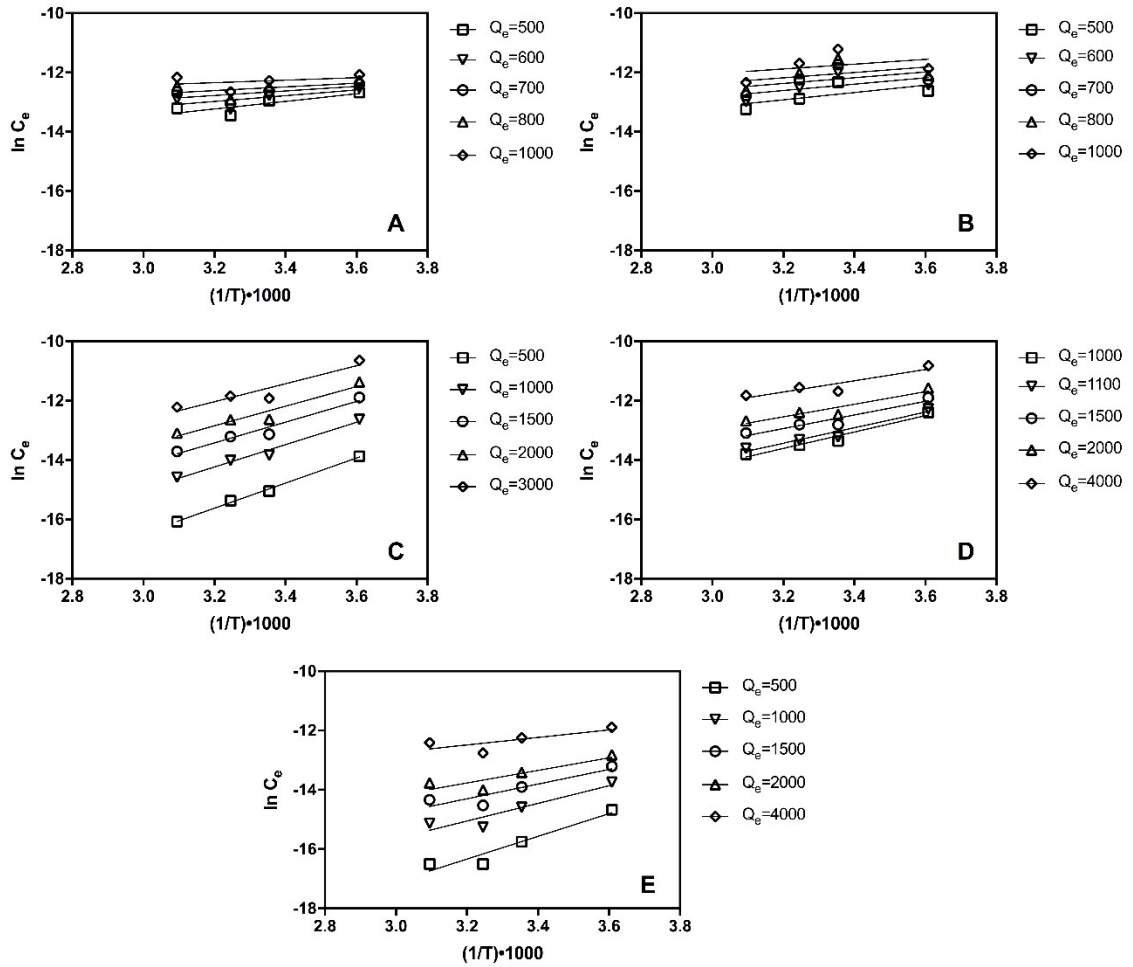 -10
-12
-14
-16
-18
ln Cₑ
2.8 3.0 3.2 3.4 3.6 3.8
(1/T)•1000
A
Qₑ=500
Qₑ=600
Qₑ=700
Qₑ=800
Qₑ=1000
-10
-12
-14
-16
-18
ln Cₑ
2.8 3.0 3.2 3.4 3.6 3.8
(1/T)•1000
B
Qₑ=500
Qₑ=600
Qₑ=700
Qₑ=800
Qₑ=1000
-10
-12
-14
-16
-18
ln Cₑ
2.8 3.0 3.2 3.4 3.6 3.8
(1/T)•1000
C
Qₑ=500
Qₑ=1000
Qₑ=1500
Qₑ=2000
Qₑ=3000
-10
-12
-14
-16
-18
ln Cₑ
2.8 3.0 3.2 3.4 3.6 3.8
(1/T)•1000
D
Qₑ=1000
Qₑ=1100
Qₑ=1500
Qₑ=2000
Qₑ=4000
-10
-12
-14
-16
-18
ln Cₑ
2.8 3.0 3.2 3.4 3.6 3.8
(1/T)•1000
E
Qₑ=500
Qₑ=1000
Qₑ=1500
Qₑ=2000
Qₑ=4000